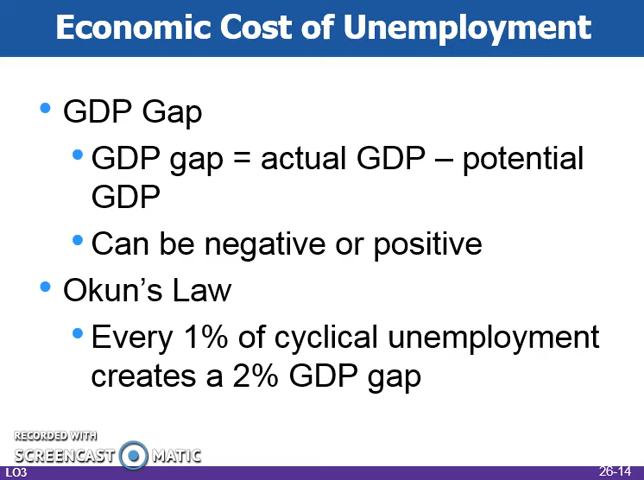 Economic Cost of Unemployment
• GDP Gap
• GDP gap = actual GDP – potential
GDP
• Can be negative or positive
• Okun’s Law
• Every 1% of cyclical unemployment
creates a 2% GDP gap
RECORDED WITH
SCREENCAST MATIC
LO3
26-14